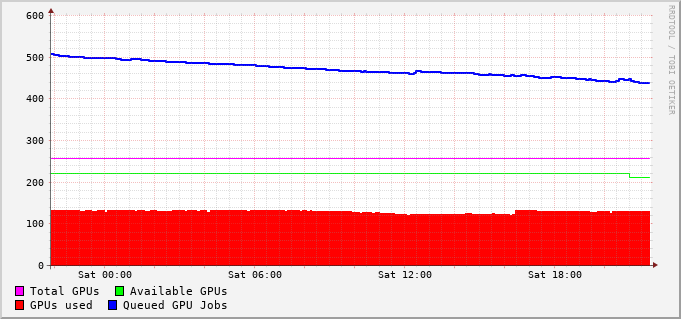 600
500
400
300
200
100
0
Sat 00:00 Sat 06:00 Sat 12:00 Sat 18:00
Total GPUs Available GPUs
GPUs used Queued GPU Jobs
RRDTOOL / TOBI OETIKER